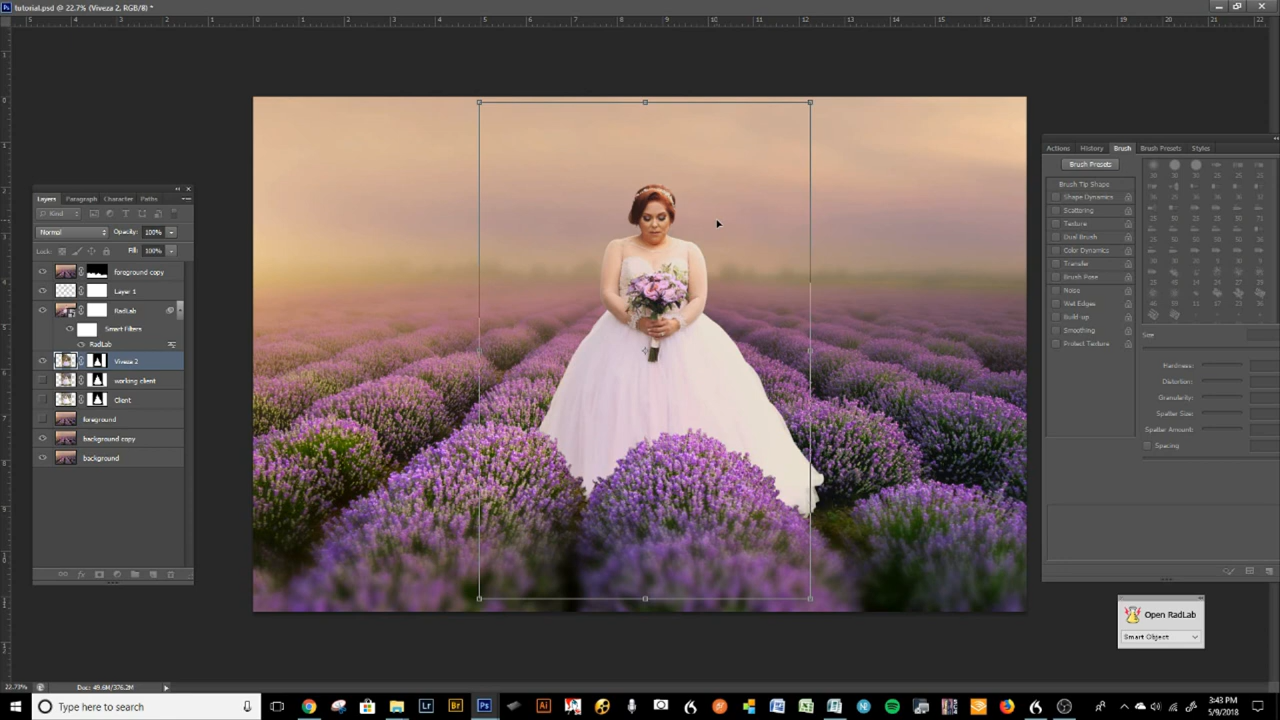 tutorial.psd @ 22.7% (Viveza 2, RGB/8) *
Layers Paragraph Character Paths
Kind
Normal Opacity: 100%
Lock: Fill: 100%
foreground copy
Layer 1
RadLab
Smart Filters
RadLab
Viveza 2
working client
Client
foreground
background copy
background
Actions History Brush Brush Presets Styles
Brush Presets
Brush Tip Shape
Shape Dynamics
Scattering
Texture
Dual Brush
Color Dynamics
Transfer
Brush Pose
Noise
Wet Edges
Build-up
Smoothing
Protect Texture
Size
Hardness:
Distortion:
Granularity:
Spatter Size:
Spatter Amount:
Spacing
Open RadLab
Smart Object
22.73% Doc: 49.6M/376.2M
Type here to search
3:43 PM
5/9/2018